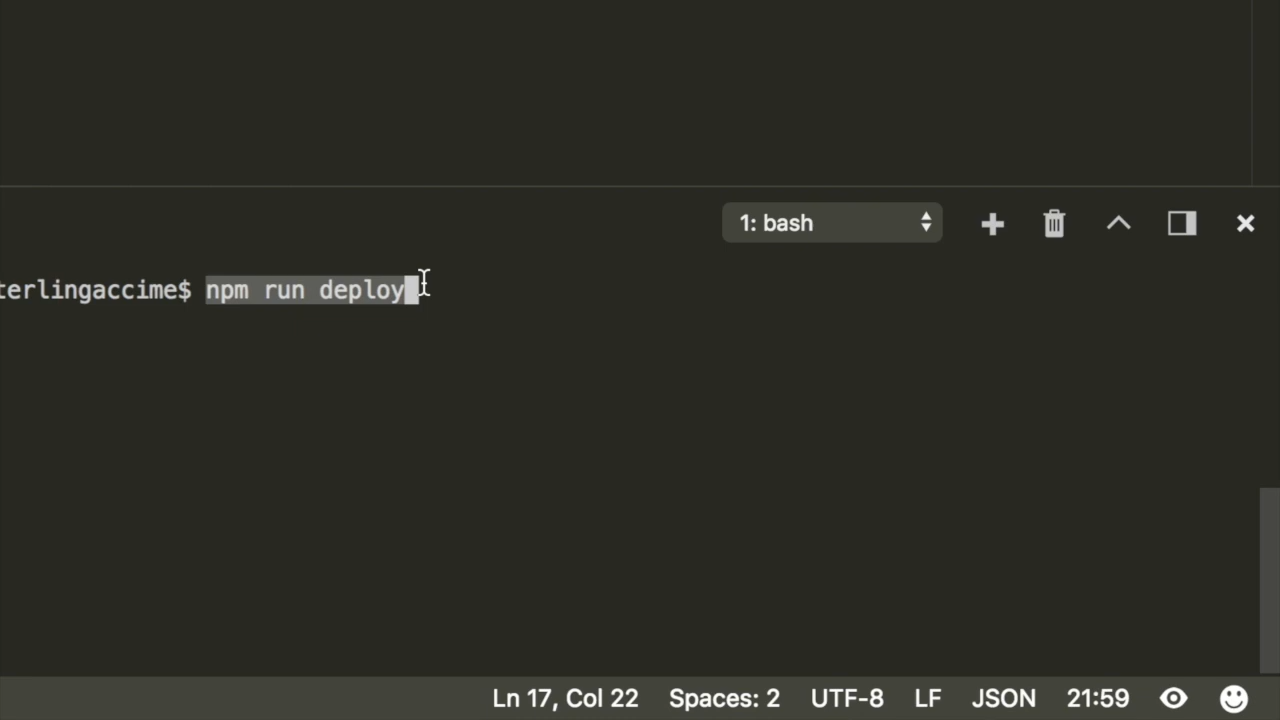 1: bash
terlingaccime$ npm run deploy
Ln 17, Col 22 Spaces: 2 UTF-8 LF JSON 21:59